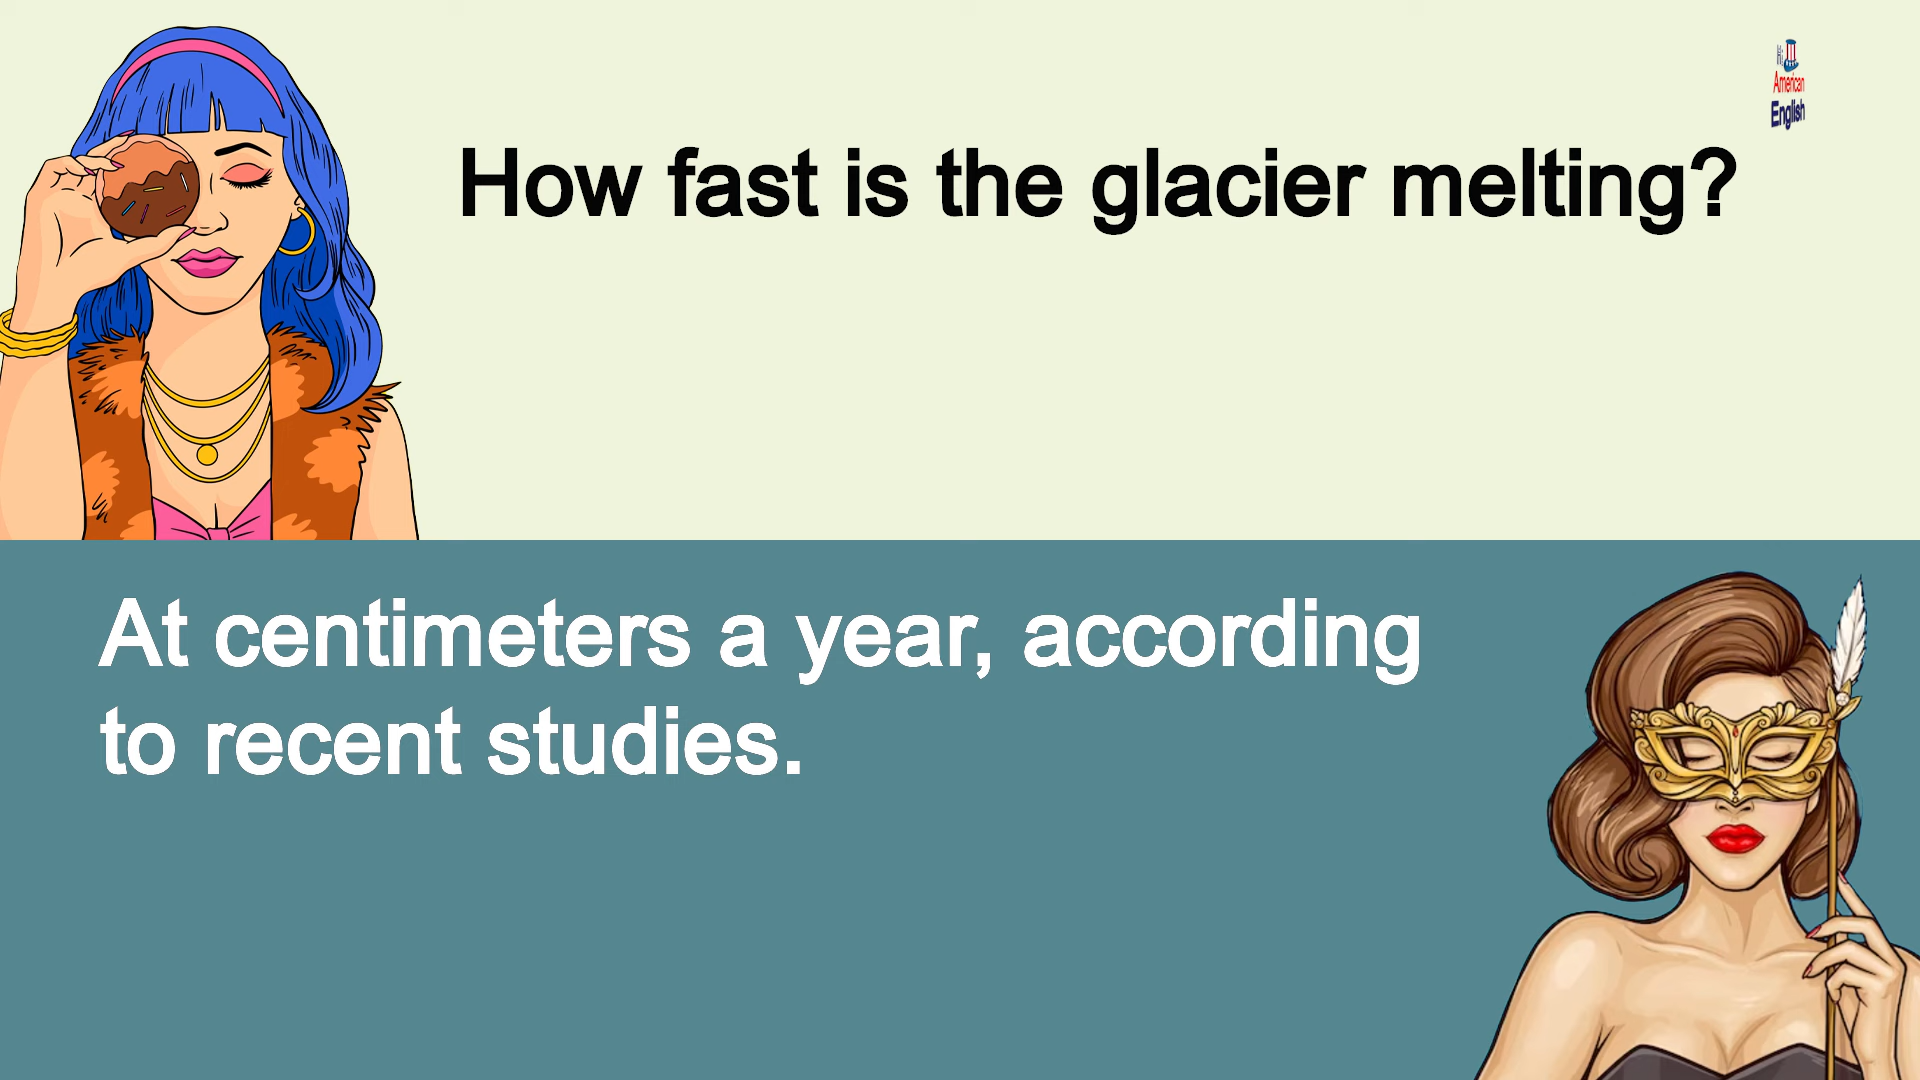 American
English
How fast is the glacier melting?
At centimeters a year, according
to recent studies.